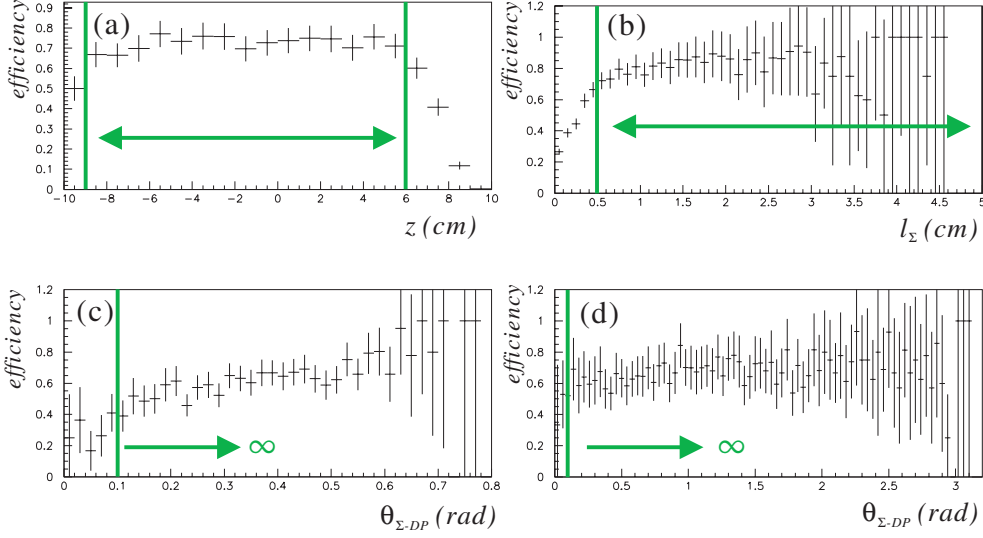 (a)
efficiency
0.9
0.8
0.7
0.6
0.5
0.4
0.3
0.2
0.1
0
−10 −8 −6 −4 −2 0 2 4 6 8 10
z (cm)
(b)
efficiency
1.2
1
0.8
0.6
0.4
0.2
0
0 0.5 1 1.5 2 2.5 3 3.5 4 4.5 5
l_Σ (cm)
(c)
efficiency
1.2
1
0.8
0.6
0.4
0.2
0
∞
0 0.1 0.2 0.3 0.4 0.5 0.6 0.7 0.8
θ_Σ-DP (rad)
(d)
efficiency
1.2
1
0.8
0.6
0.4
0.2
0
∞
0 0.5 1 1.5 2 2.5 3
θ_Σ-DP (rad)